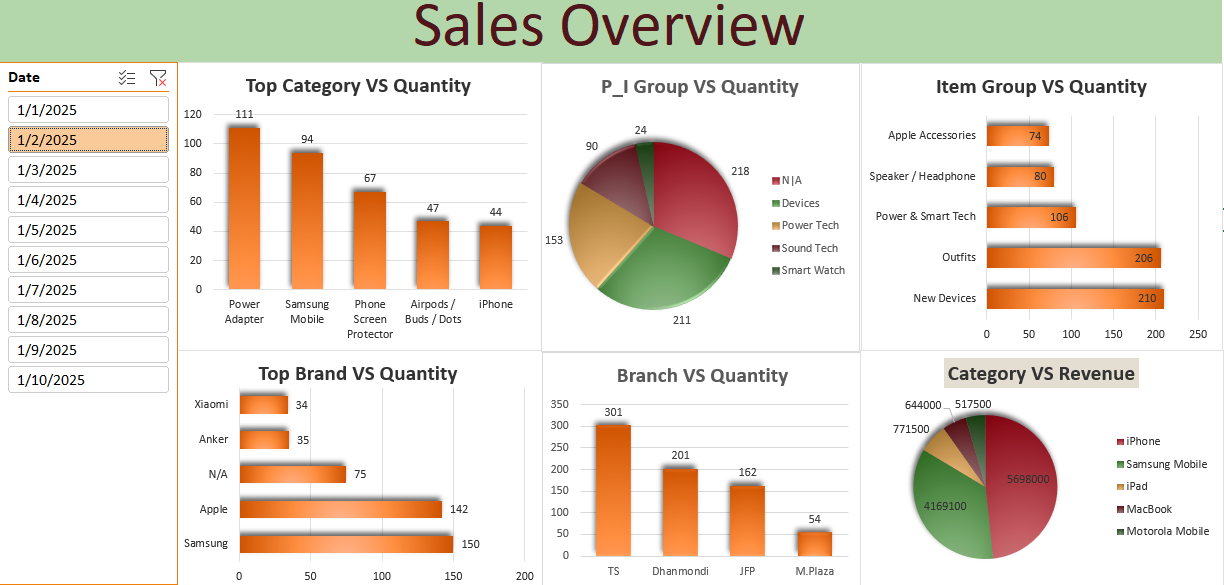 Sales Overview
Date
1/1/2025
1/2/2025
1/3/2025
1/4/2025
1/5/2025
1/6/2025
1/7/2025
1/8/2025
1/9/2025
1/10/2025
Top Category VS Quantity
120
100
80
60
40
20
0
111
94
67
47
44
Power
Adapter
Samsung
Mobile
Phone
Screen
Protector
Airpods /
Buds / Dots
iPhone
P_I Group VS Quantity
24
90
218
153
211
N|A
Devices
Power Tech
Sound Tech
Smart Watch
Item Group VS Quantity
Apple Accessories
74
Speaker / Headphone
80
Power & Smart Tech
106
Outfits
206
New Devices
210
0 50 100 150 200 250
Top Brand VS Quantity
Xiaomi
34
Anker
35
N/A
75
Apple
142
Samsung
150
0 50 100 150 200
Branch VS Quantity
350
300
250
200
150
100
50
0
301
201
162
54
TS Dhanmondi JFP M.Plaza
Category VS Revenue
644000
517500
771500
5698000
4169100
iPhone
Samsung Mobile
iPad
MacBook
Motorola Mobile